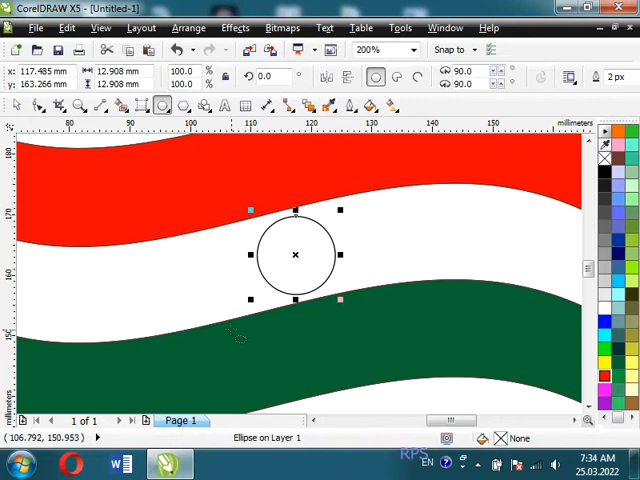 CorelDRAW X5 - [Untitled-1]
File Edit View Layout Arrange Effects Bitmaps Text Table Tools Window Help
200% Snap to
x: 117.485 mm 12.908 mm 100.0 % 0.0 ° 90.0 ° 2 px
y: 163.266 mm 12.908 mm 100.0 % 90.0 °
80 90 100 110 120 130 140 150 160 millimeters
180
170
160
150
millimeters
1 of 1 Page 1
( 106.792, 150.953 ) Ellipse on Layer 1 None
RPS
EN 7:34 AM
25.03.2022